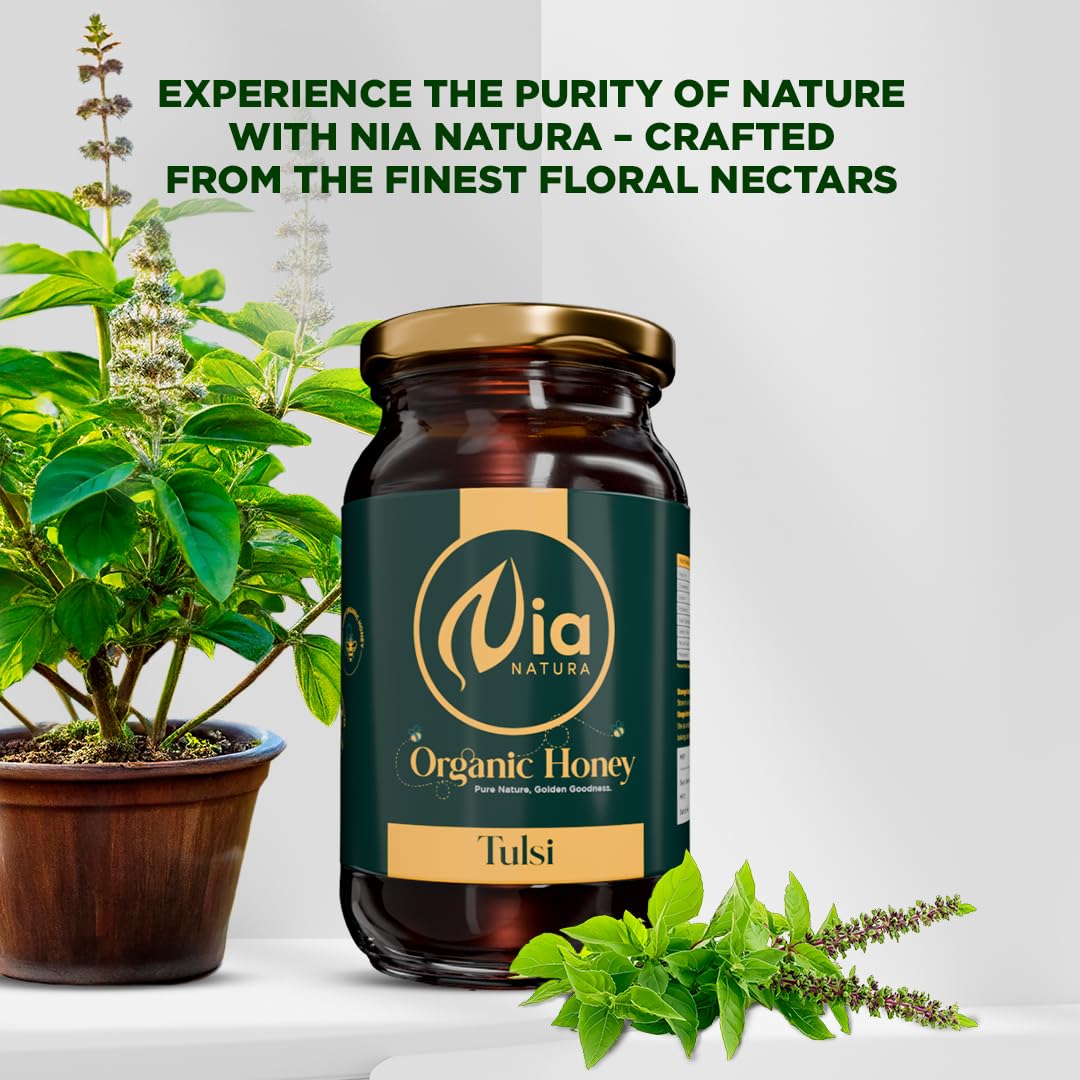 EXPERIENCE THE PURITY OF NATURE
WITH NIA NATURA – CRAFTED
FROM THE FINEST FLORAL NECTARS
Nia
NATURA
Organic Honey
Pure Nature, Golden Goodness.
Tulsi